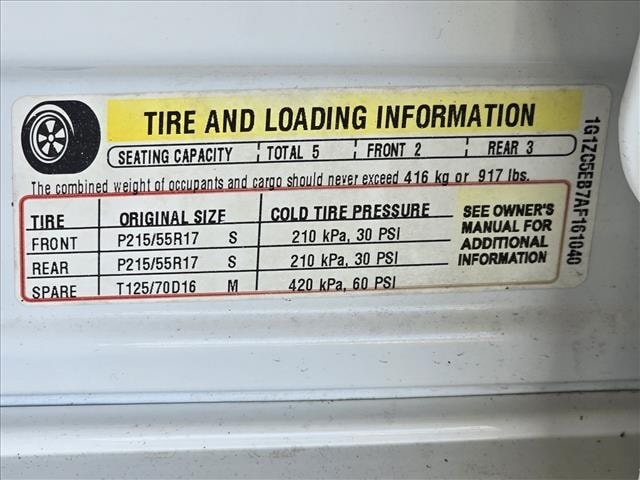 TIRE AND LOADING INFORMATION
SEATING CAPACITY TOTAL 5 FRONT 2 REAR 3
The combined weight of occupants and cargo should never exceed 416 kg or 917 lbs.
TIRE ORIGINAL SIZE COLD TIRE PRESSURE
FRONT P215/55R17 S 210 kPa, 30 PSI
REAR P215/55R17 S 210 kPa, 30 PSI
SPARE T125/70D16 M 420 kPa, 60 PSI
SEE OWNER'S
MANUAL FOR
ADDITIONAL
INFORMATION
1G1ZC5EB7AF161040